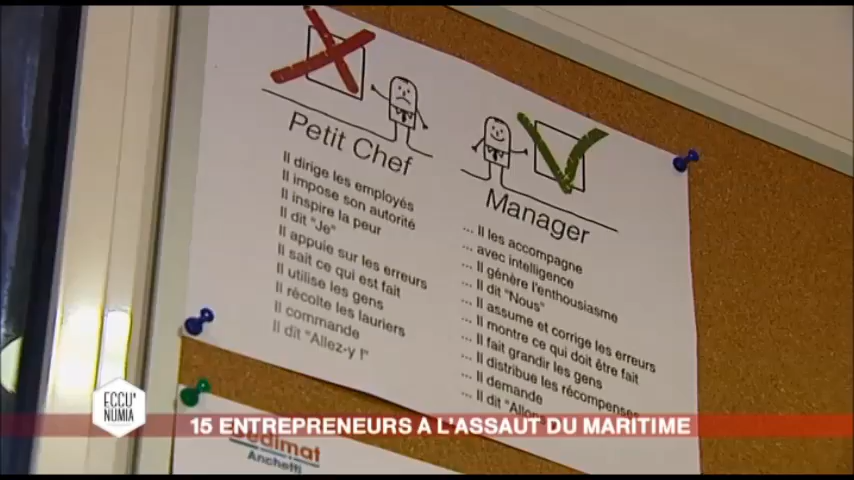 Petit Chef
Il dirige les employés
Il impose son autorité
Il inspire la peur
Il dit "Je"
Il appuie sur les erreurs
Il sait ce qui est fait
Il utilise les gens
Il récolte les lauriers
Il commande
Il dit "Allez-y !"
Manager
... Il les accompagne
... avec intelligence
... Il génère l'enthousiasme
... Il dit "Nous"
... Il assume et corrige les erreurs
... Il montre ce qui doit être fait
... Il fait grandir les gens
... Il distribue les récompenses
... Il demande
... Il dit
ECCU'
NUMIA
15 ENTREPRENEURS A L'ASSAUT DU MARITIME
Anchetti